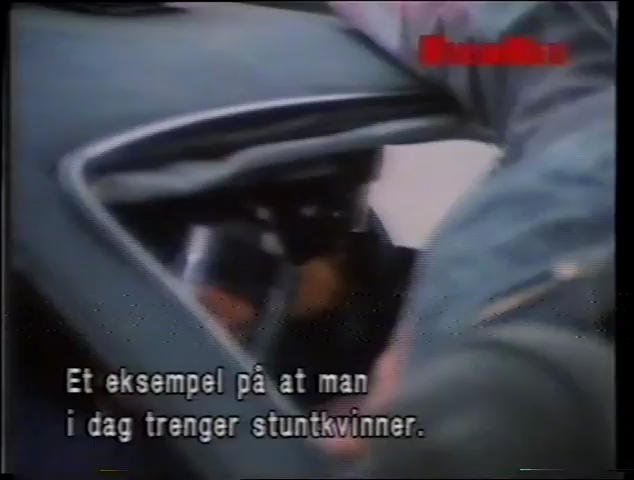 Et eksempel på at man
i dag trenger stuntkvinner.